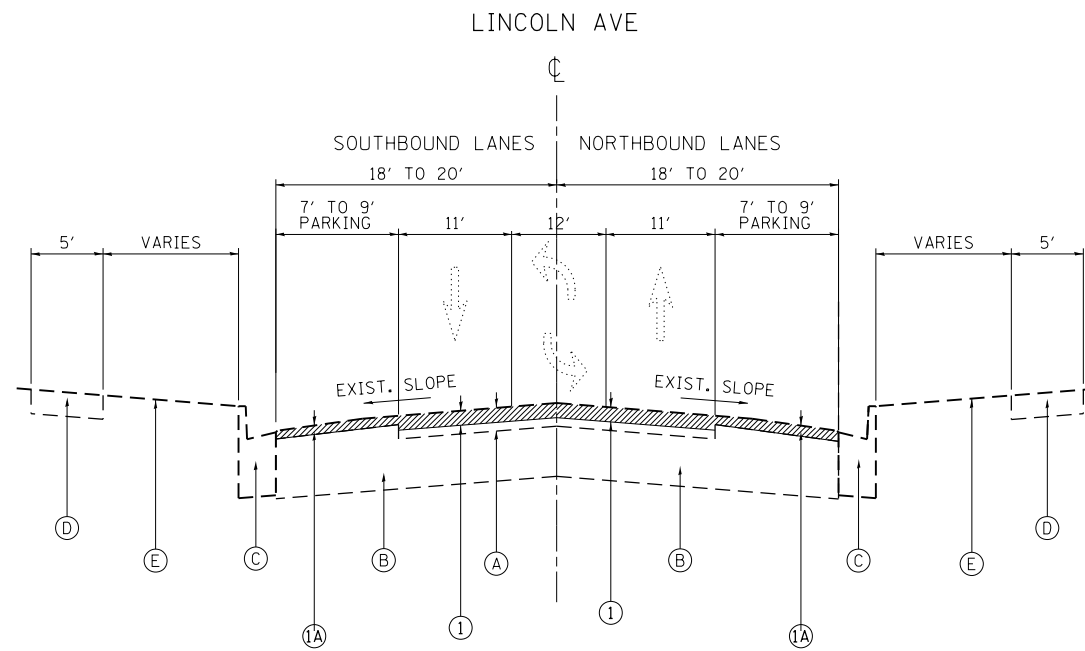 LINCOLN AVE
℄
SOUTHBOUND LANES
NORTHBOUND LANES
18' TO 20'
18' TO 20'
7' TO 9'
PARKING
11'
12'
11'
7' TO 9'
PARKING
5'
VARIES
VARIES
5'
EXIST. SLOPE
EXIST. SLOPE
D
E
C
B
A
B
C
E
D
1A
1
1
1A